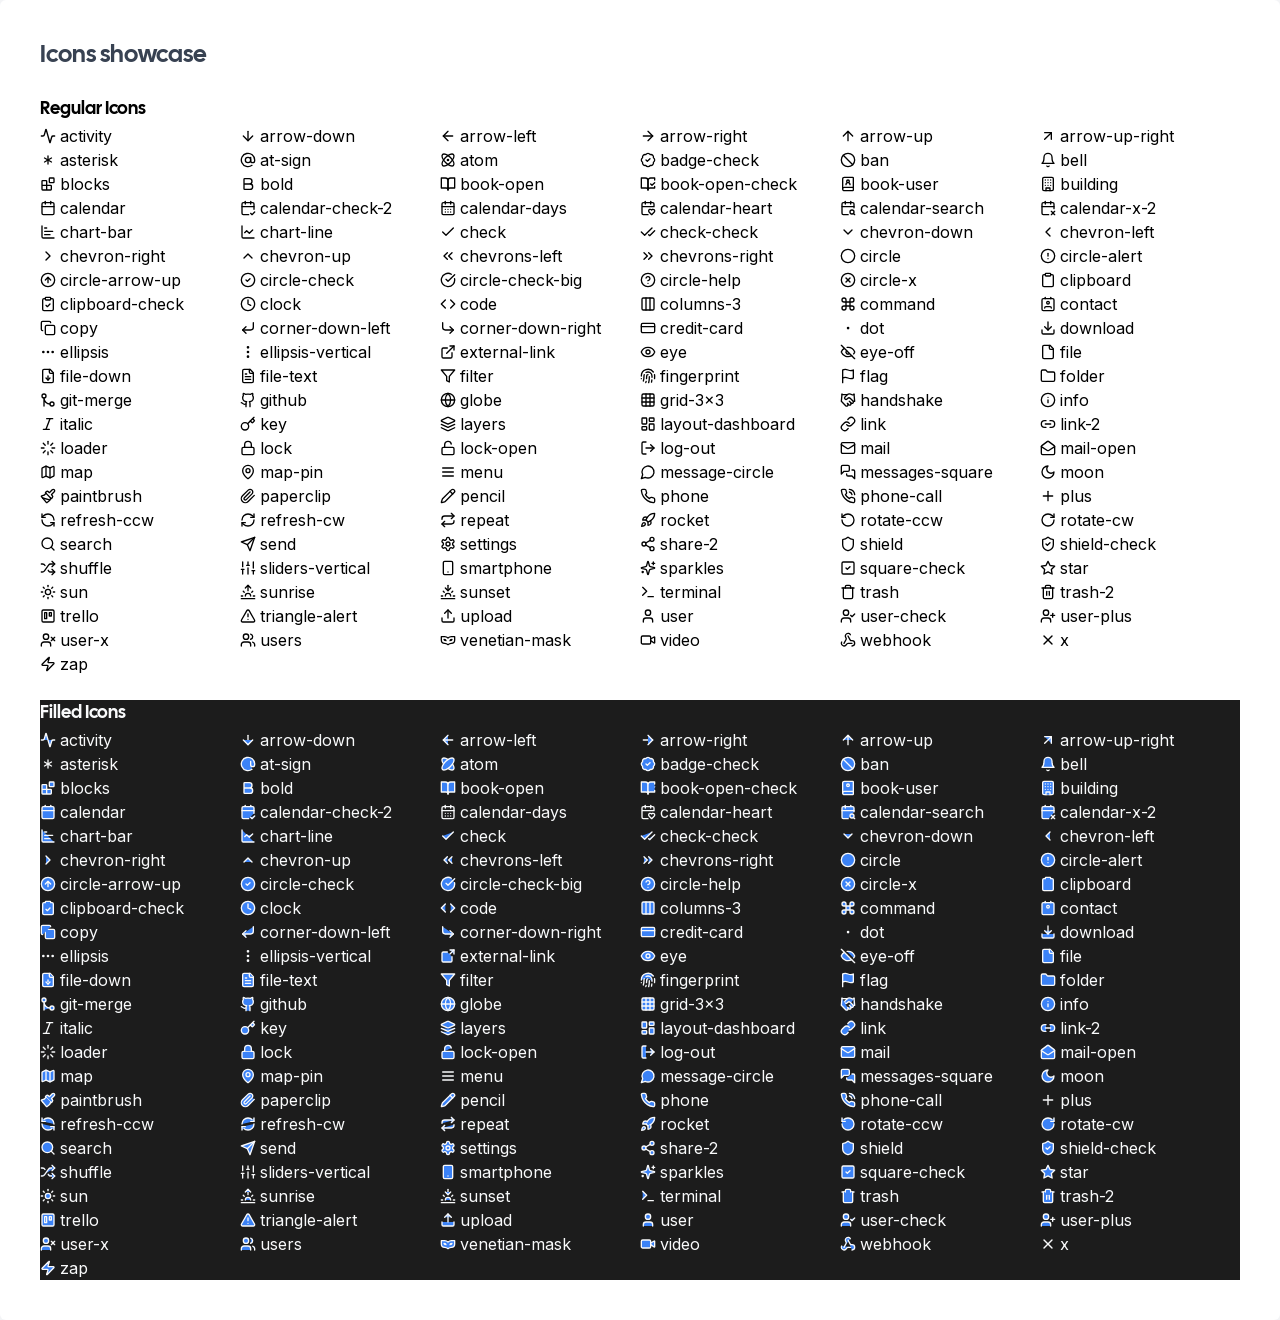 Icons showcase
Regular Icons
activity arrow-down arrow-left arrow-right arrow-up arrow-up-right
asterisk at-sign atom badge-check ban bell
blocks bold book-open book-open-check book-user building
calendar calendar-check-2 calendar-days calendar-heart calendar-search calendar-x-2
chart-bar chart-line check check-check chevron-down chevron-left
chevron-right chevron-up chevrons-left chevrons-right circle circle-alert
circle-arrow-up circle-check circle-check-big circle-help circle-x clipboard
clipboard-check clock code columns-3 command contact
copy corner-down-left corner-down-right credit-card dot download
ellipsis ellipsis-vertical external-link eye eye-off file
file-down file-text filter fingerprint flag folder
git-merge github globe grid-3×3 handshake info
italic key layers layout-dashboard link link-2
loader lock lock-open log-out mail mail-open
map map-pin menu message-circle messages-square moon
paintbrush paperclip pencil phone phone-call plus
refresh-ccw refresh-cw repeat rocket rotate-ccw rotate-cw
search send settings share-2 shield shield-check
shuffle sliders-vertical smartphone sparkles square-check star
sun sunrise sunset terminal trash trash-2
trello triangle-alert upload user user-check user-plus
user-x users venetian-mask video webhook x
zap
Filled Icons
activity arrow-down arrow-left arrow-right arrow-up arrow-up-right
asterisk at-sign atom badge-check ban bell
blocks bold book-open book-open-check book-user building
calendar calendar-check-2 calendar-days calendar-heart calendar-search calendar-x-2
chart-bar chart-line check check-check chevron-down chevron-left
chevron-right chevron-up chevrons-left chevrons-right circle circle-alert
circle-arrow-up circle-check circle-check-big circle-help circle-x clipboard
clipboard-check clock code columns-3 command contact
copy corner-down-left corner-down-right credit-card dot download
ellipsis ellipsis-vertical external-link eye eye-off file
file-down file-text filter fingerprint flag folder
git-merge github globe grid-3×3 handshake info
italic key layers layout-dashboard link link-2
loader lock lock-open log-out mail mail-open
map map-pin menu message-circle messages-square moon
paintbrush paperclip pencil phone phone-call plus
refresh-ccw refresh-cw repeat rocket rotate-ccw rotate-cw
search send settings share-2 shield shield-check
shuffle sliders-vertical smartphone sparkles square-check star
sun sunrise sunset terminal trash trash-2
trello triangle-alert upload user user-check user-plus
user-x users venetian-mask video webhook x
zap